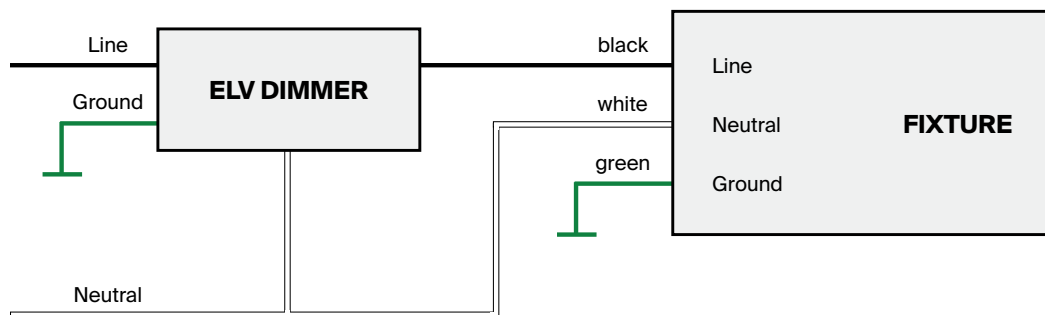 Line
black
ELV DIMMER
Line
Ground
white
Neutral
FIXTURE
green
Ground
Neutral